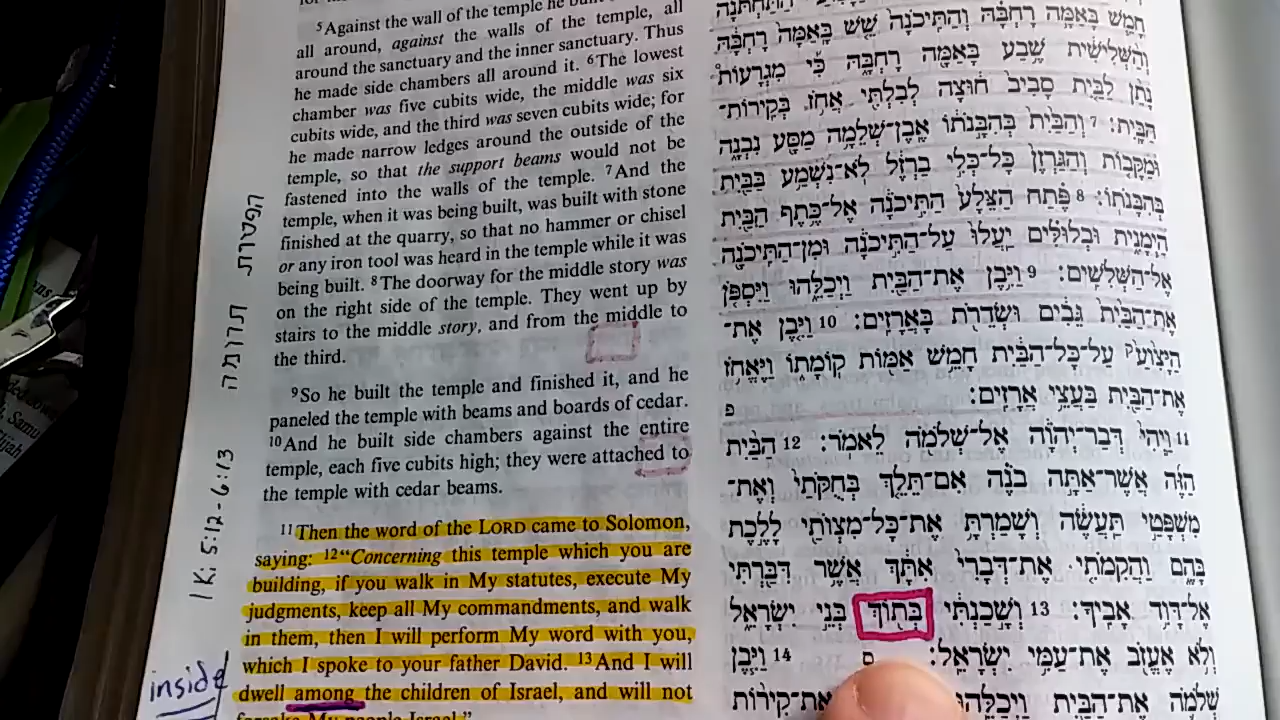 ⁵Against the wall of the temple he built
all around, against the walls of the temple, all
around the sanctuary and the inner sanctuary. Thus
he made side chambers all around it. ⁶The lowest
chamber was five cubits wide, the middle was six
cubits wide, and the third was seven cubits wide; for
he made narrow ledges around the outside of the
temple, so that the support beams would not be
fastened into the walls of the temple. ⁷And the
temple, when it was being built, was built with stone
finished at the quarry, so that no hammer or chisel
or any iron tool was heard in the temple while it was
being built. ⁸The doorway for the middle story was
on the right side of the temple. They went up by
stairs to the middle story, and from the middle to
the third.
⁹So he built the temple and finished it, and he
paneled the temple with beams and boards of cedar.
¹⁰And he built side chambers against the entire
temple, each five cubits high; they were attached to
the temple with cedar beams.
¹¹Then the word of the LORD came to Solomon,
saying: ¹²“Concerning this temple which you are
building, if you walk in My statutes, execute My
judgments, keep all My commandments, and walk
in them, then I will perform My word with you,
which I spoke to your father David. ¹³And I will
dwell among the children of Israel, and will not
forsake My people Israel.”
חָמֵ֤שׁ בָּֽאַמָּה֙ רָחְבָּ֔הּ וְהַתִּֽיכֹנָ֗ה שֵׁ֤שׁ בָּֽאַמָּה֙ רָחְבָּ֔הּ
וְהַ֨שְּׁלִישִׁ֔ית שֶׁ֥בַע בָּאַמָּ֖ה רָחְבָּ֑הּ כִּ֡י מִגְרָעוֹת֩
נָתַ֨ן לַבַּ֤יִת סָבִיב֙ ח֔וּצָה לְבִלְתִּ֖י אֲחֹ֥ז בְּקִֽירוֹת־
הַבָּֽיִת׃ 7 וְהַבַּ֙יִת֙ בְּהִבָּ֣נֹת֔וֹ אֶֽבֶן־שְׁלֵמָ֥ה מַסָּ֖ע נִבְנָ֑ה
וּמַקָּב֤וֹת וְהַגַּרְזֶן֙ כָּל־כְּלִ֣י בַרְזֶ֔ל לֹֽא־נִשְׁמַ֥ע בַּבַּ֖יִת
בְּהִבָּנֹתֽוֹ׃ 8 פֶּ֗תַח הַצֵּלָע֙ הַתִּ֣יכֹנָ֔ה אֶל־כֶּ֥תֶף הַבַּ֖יִת
הַיְמָנִ֑ית וּבְלוּלִּ֗ים יַֽעֲלוּ֙ עַל־הַתִּ֣יכֹנָ֔ה וּמִן־הַתִּֽיכֹנָ֖ה
אֶל־הַשְּׁלִשִֽׁים׃ 9 וַיִּ֥בֶן אֶת־הַבַּ֖יִת וַיְכַלֵּ֑הוּ וַיִּסְפֹּ֤ן
אֶת־הַבַּ֙יִת֙ גֵּבִ֔ים וּשְׂדֵרֹ֖ת בָּאֲרָזִֽים׃ 10 וַיִּ֤בֶן אֶת־
הַיָּצִ֙ועַ֙ עַל־כָּל־הַבַּ֔יִת חָמֵ֥שׁ אַמּ֖וֹת קֽוֹמָת֑וֹ וַיֶּאֱחֹ֥ז
אֶת־הַבַּ֖יִת בַּעֲצֵ֥י אֲרָזִֽים׃ פ
11 וַֽיְהִי֙ דְּבַר־יְהוָ֔ה אֶל־שְׁלֹמֹ֖ה לֵאמֹֽר׃ 12 הַבַּ֨יִת
הַזֶּ֜ה אֲשֶׁר־אַתָּ֣ה בֹנֶ֗ה אִם־תֵּלֵ֤ךְ בְּחֻקֹּתַי֙ וְאֶת־
מִשְׁפָּטַ֣י תַּֽעֲשֶׂ֔ה וְשָׁמַרְתָּ֥ אֶת־כָּל־מִצְוֺתַ֖י לָלֶ֣כֶת
בָּהֶ֑ם וַהֲקִמֹתִ֤י אֶת־דְּבָרִי֙ אִתָּ֔ךְ אֲשֶׁ֥ר דִּבַּ֖רְתִּי
אֶל־דָּוִ֥ד אָבִֽיךָ׃ 13 וְשָׁ֣כַנְתִּ֔י בְּת֖וֹךְ בְּנֵ֣י יִשְׂרָאֵ֑ל
וְלֹ֥א אֶעֱזֹ֖ב אֶת־עַמִּ֥י יִשְׂרָאֵֽל׃ ס 14 וַיִּ֧בֶן
שְׁלֹמֹ֛ה אֶת־הַבַּ֖יִת וַיְכַלֵּֽהוּ אֶת־קִיר֨וֹת
הפטרת תרומה
1 Ki 5:12-6:13
inside